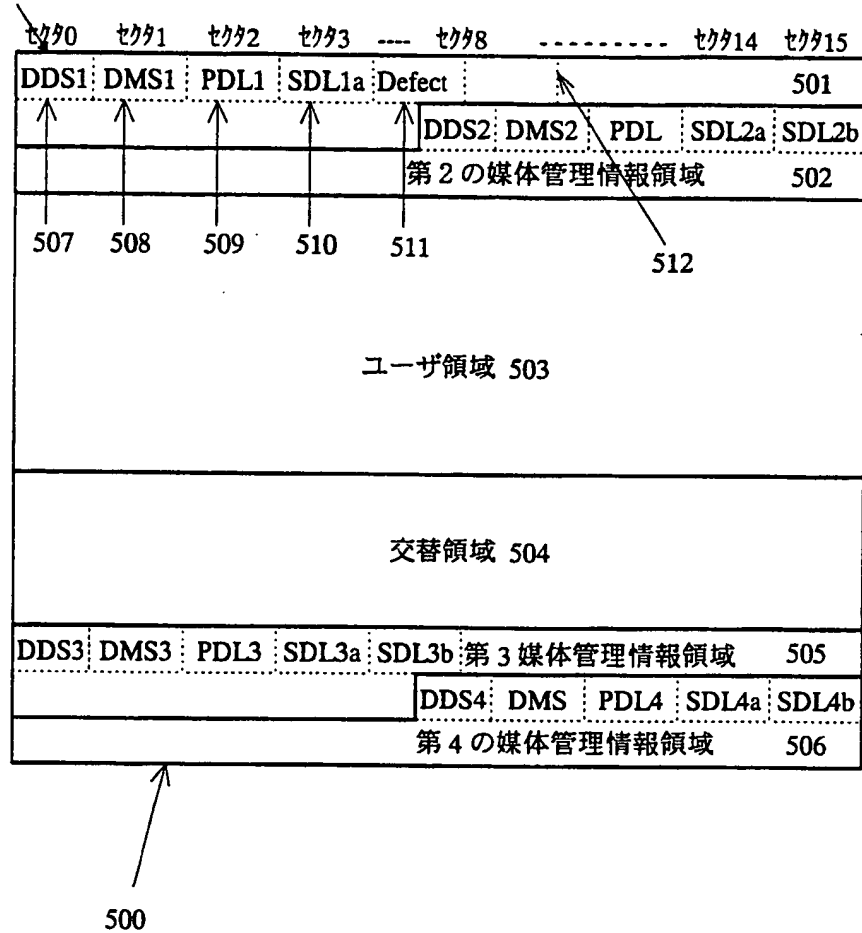 ｾｸﾀ0 ｾｸﾀ1 ｾｸﾀ2 ｾｸﾀ3 ---- ｾｸﾀ8 --------- ｾｸﾀ14 ｾｸﾀ15
DDS1 DMS1 PDL1 SDL1a Defect 501
DDS2 DMS2 PDL SDL2a SDL2b
第2の媒体管理情報領域 502
507 508 509 510 511 512
ユーザ領域 503
交替領域 504
DDS3 DMS3 PDL3 SDL3a SDL3b 第3媒体管理情報領域 505
DDS4 DMS PDL4 SDL4a SDL4b
第4の媒体管理情報領域 506
500